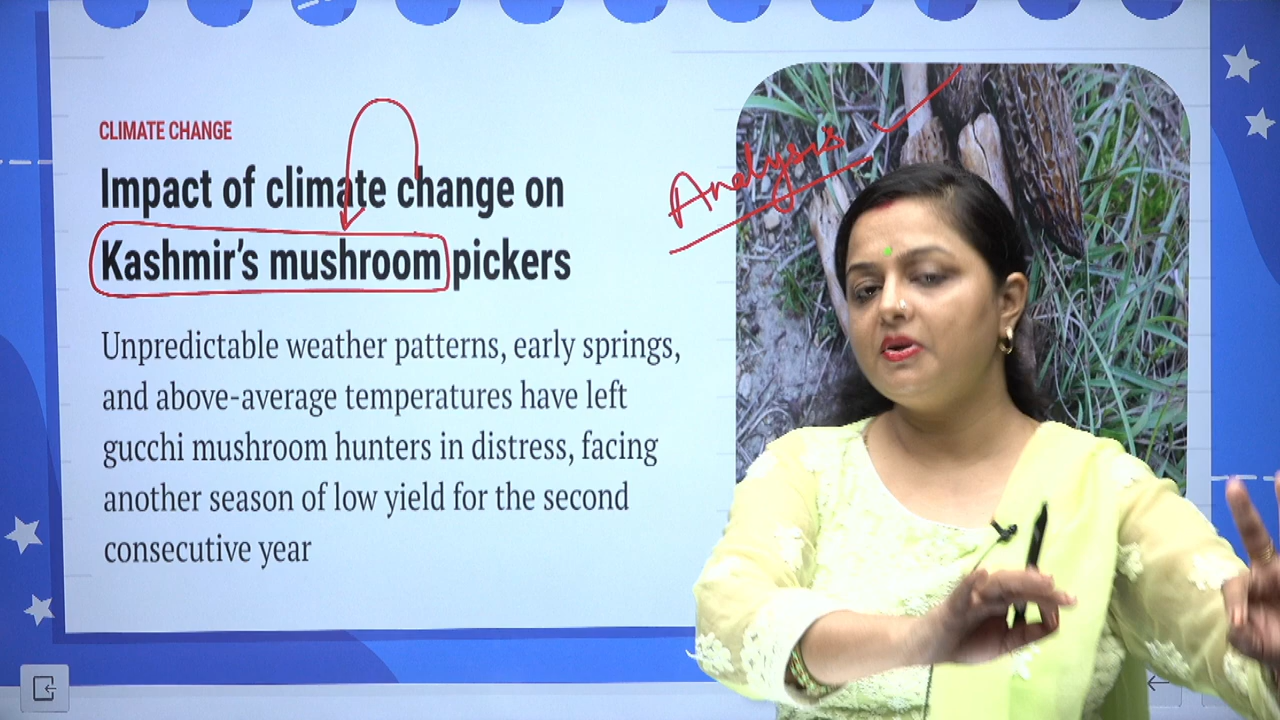 CLIMATE CHANGE
Impact of climate change on
Kashmir's mushroom pickers
Analysis
Unpredictable weather patterns, early springs,
and above-average temperatures have left
gucchi mushroom hunters in distress, facing
another season of low yield for the second
consecutive year